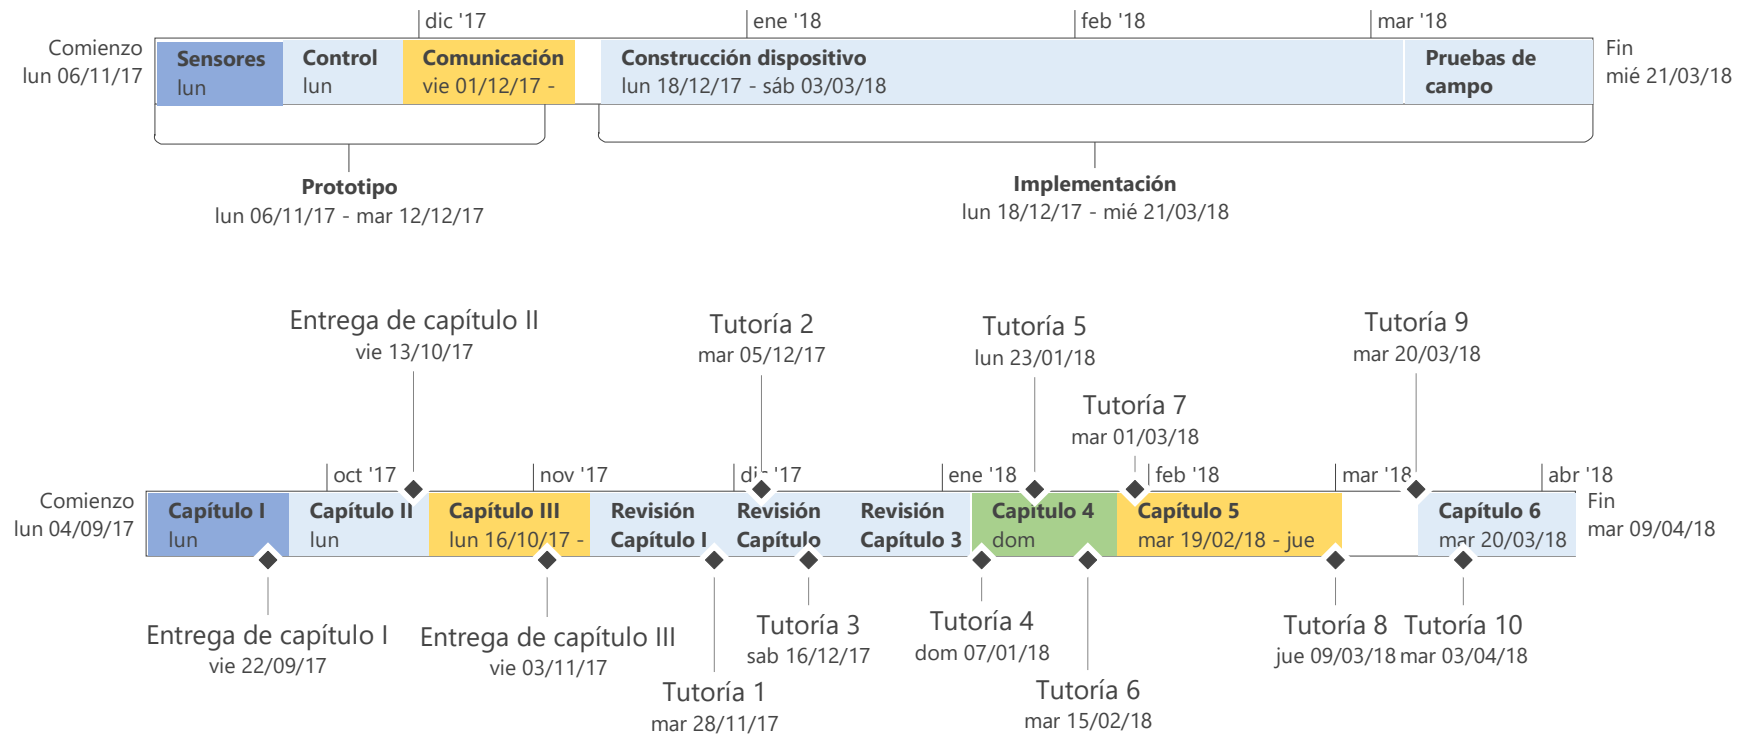 dic '17
ene '18
feb '18
mar '18
Comienzo
lun 06/11/17
Sensores
lun
Control
lun
Comunicación
vie 01/12/17 -
Construcción dispositivo
lun 18/12/17 - sáb 03/03/18
Pruebas de
campo
Fin
mié 21/03/18
Prototipo
lun 06/11/17 - mar 12/12/17
Implementación
lun 18/12/17 - mié 21/03/18
Entrega de capítulo II
vie 13/10/17
Tutoría 2
mar 05/12/17
Tutoría 5
lun 23/01/18
Tutoría 9
mar 20/03/18
Tutoría 7
mar 01/03/18
oct '17
nov '17
dic '17
ene '18
feb '18
mar '18
abr '18
Comienzo
lun 04/09/17
Capítulo I
lun
Capítulo II
lun
Capítulo III
lun 16/10/17 -
Revisión
Capítulo I
Revisión
Capítulo
Revisión
Capítulo 3
Capítulo 4
dom
Capítulo 5
mar 19/02/18 - jue
Capítulo 6
mar 20/03/18
Fin
mar 09/04/18
Entrega de capítulo I
vie 22/09/17
Entrega de capítulo III
vie 03/11/17
Tutoría 1
mar 28/11/17
Tutoría 3
sab 16/12/17
Tutoría 4
dom 07/01/18
Tutoría 6
mar 15/02/18
Tutoría 8
jue 09/03/18
Tutoría 10
mar 03/04/18